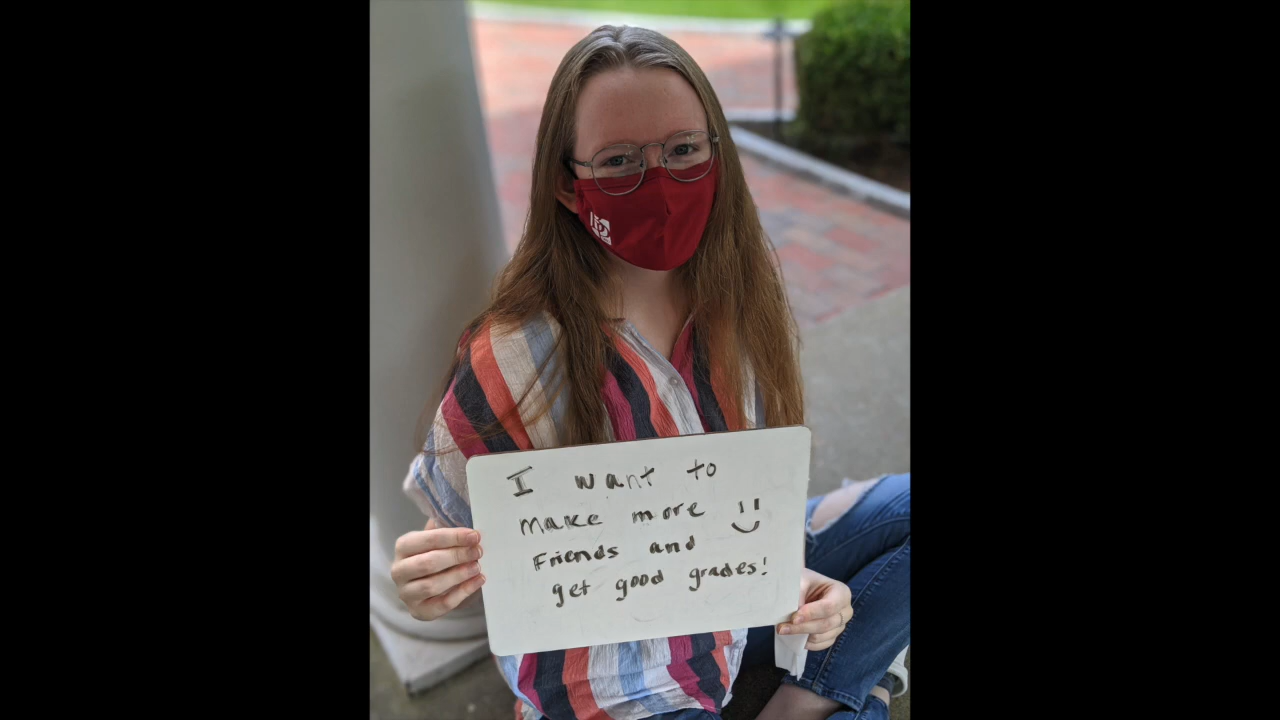 I want to
make more
Friends and
get good grades!